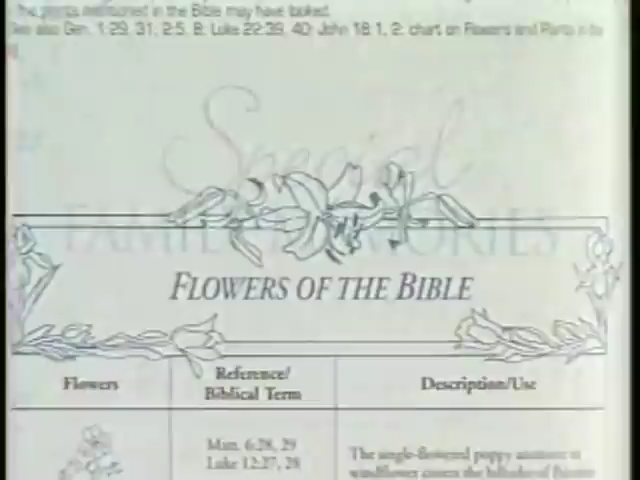 The plants mentioned in the Bible may have looked.
See also Gen. 1:29, 31; 2:5, 8; Luke 22:39, 40; John 18:1, 2; chart on Flowers and Plants
Special
FAMILY MEMORIES
FLOWERS OF THE BIBLE
Flowers
Reference/
Biblical Term
Description/Use
Matt. 6:28, 29
Luke 12:27, 28
The single-flowered poppy anemone or
windflower covers the hillsides of